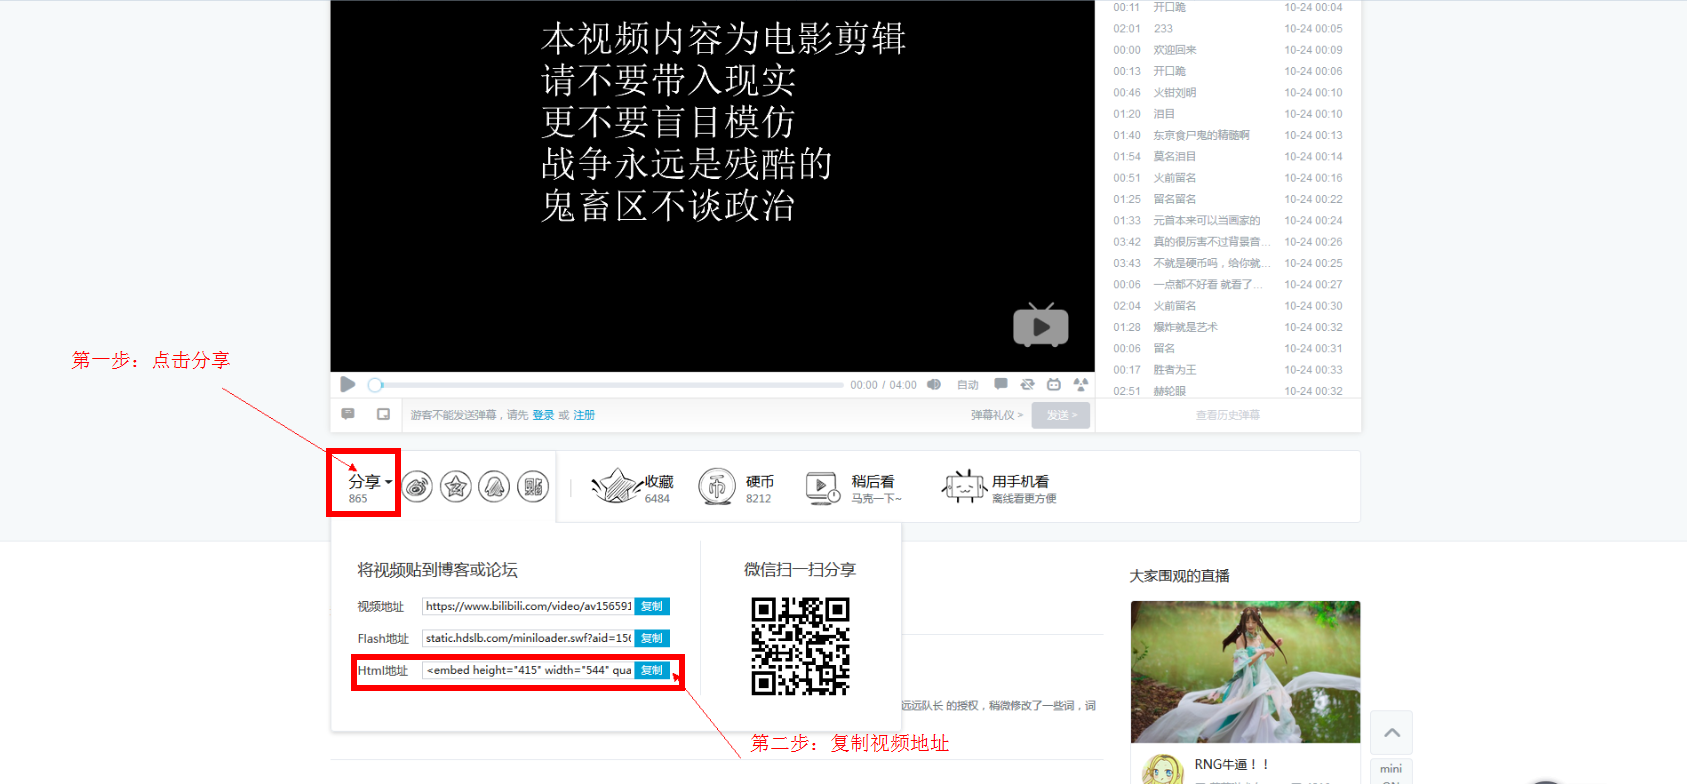 本视频内容为电影剪辑
请不要带入现实
更不要盲目模仿
战争永远是残酷的
鬼畜区不谈政治
00:11 开口跪 10-24 00:04
02:01 233 10-24 00:05
00:00 欢迎回来 10-24 00:09
00:13 开口跪 10-24 00:06
00:46 火钳刘明 10-24 00:10
01:20 泪目 10-24 00:10
01:40 东京食尸鬼的精髓啊 10-24 00:13
01:54 莫名泪目 10-24 00:14
00:51 火前留名 10-24 00:16
01:25 留名留名 10-24 00:22
01:33 元首本来可以当画家的 10-24 00:24
03:42 真的很厉害不过背景音... 10-24 00:26
03:43 不就是硬币吗，给你就... 10-24 00:25
00:06 一点都不好看 就看了... 10-24 00:27
02:04 火前留名 10-24 00:30
01:28 爆炸就是艺术 10-24 00:32
00:06 留名 10-24 00:31
00:17 胜者为王 10-24 00:33
02:51 赫轮眼 10-24 00:32
第一步：点击分享
00:00 / 04:00 自动
游客不能发送弹幕，请先 登录 或 注册 弹幕礼仪 > 发送 >
查看历史弹幕
分享
865
收藏
6484
硬币
8212
稍后看
马克一下~
用手机看
离线看更方便
将视频贴到博客或论坛
视频地址 https://www.bilibili.com/video/av156591 复制
Flash地址 static.hdslb.com/miniloader.swf?aid=156 复制
Html地址 <embed height="415" width="544" qua 复制
微信扫一扫分享
远远队长 的授权，稍微修改了一些词，词
第二步：复制视频地址
大家围观的直播
RNG牛逼！！
mini